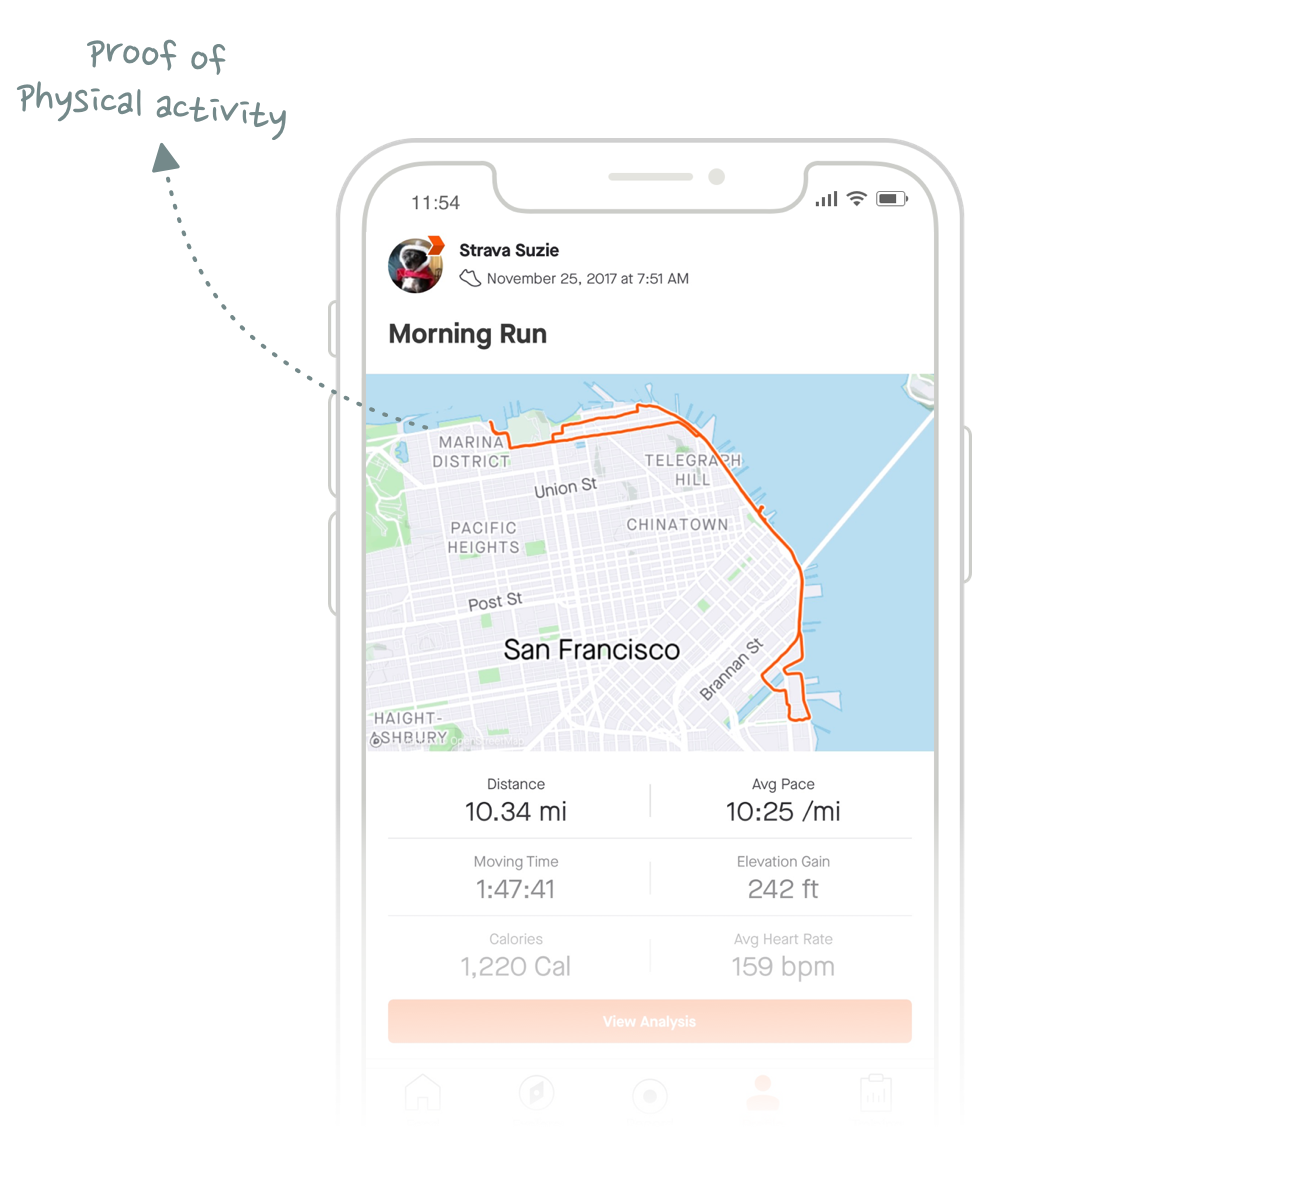 Proof of
Physical activity
11:54
Strava Suzie
November 25, 2017 at 7:51 AM
Morning Run
MARINA
DISTRICT
TELEGRAPH
HILL
Union St
PACIFIC
HEIGHTS
CHINATOWN
Post St
San Francisco
Brannan St
HAIGHT-
ASHBURY
OpenStreetMap
Distance
10.34 mi
Avg Pace
10:25 /mi
Moving Time
1:47:41
Elevation Gain
242 ft
Calories
1,220 Cal
Avg Heart Rate
159 bpm
View Analysis